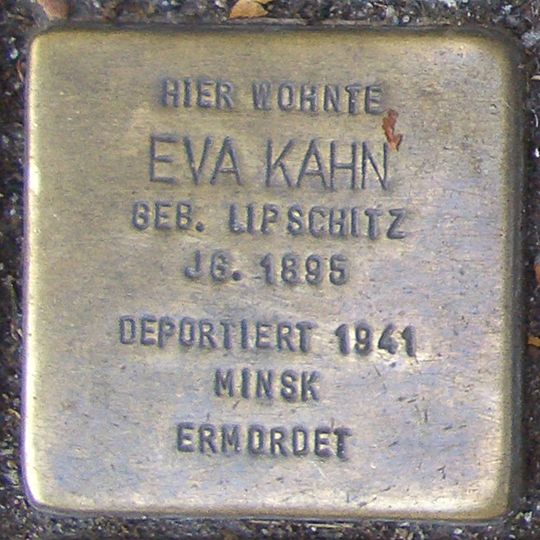 HIER WOHNTE
EVA KAHN
GEB. LIPSCHITZ
JG. 1895
DEPORTIERT 1941
MINSK
ERMORDET